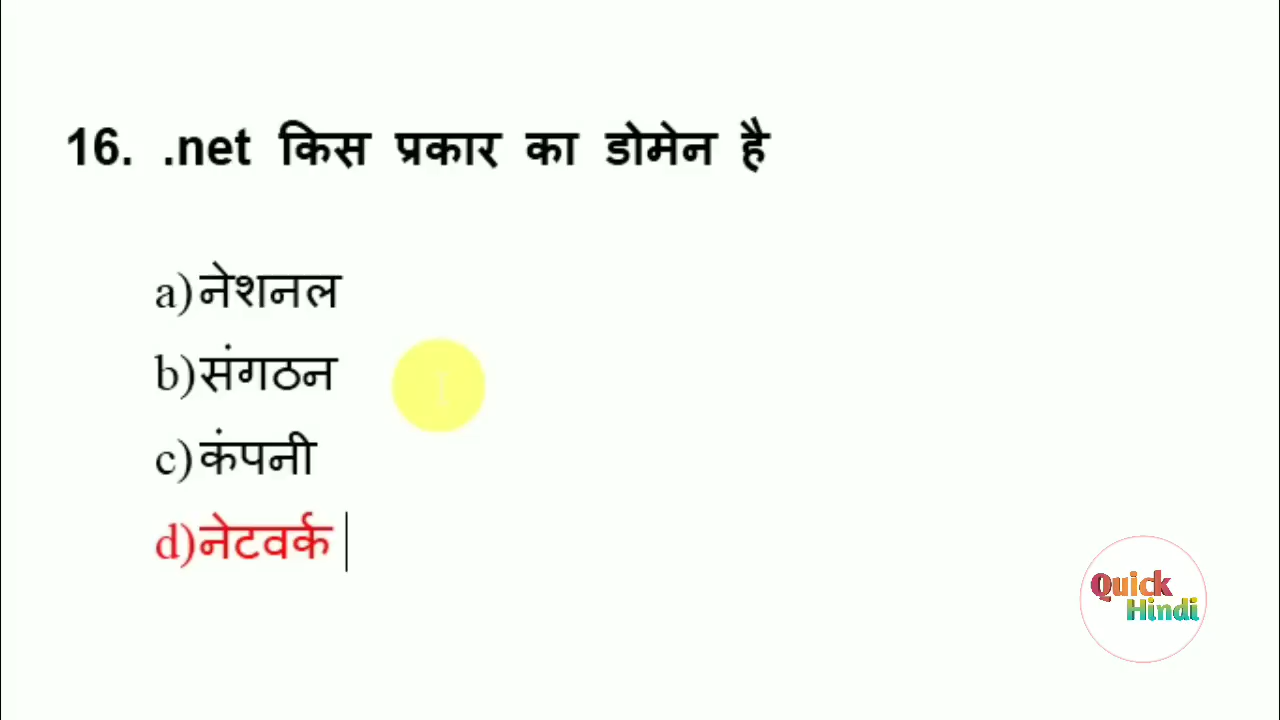 16. .net किस प्रकार का डोमेन है
a) नेशनल
b) संगठन
c) कंपनी
d) नेटवर्क
Quick
Hindi